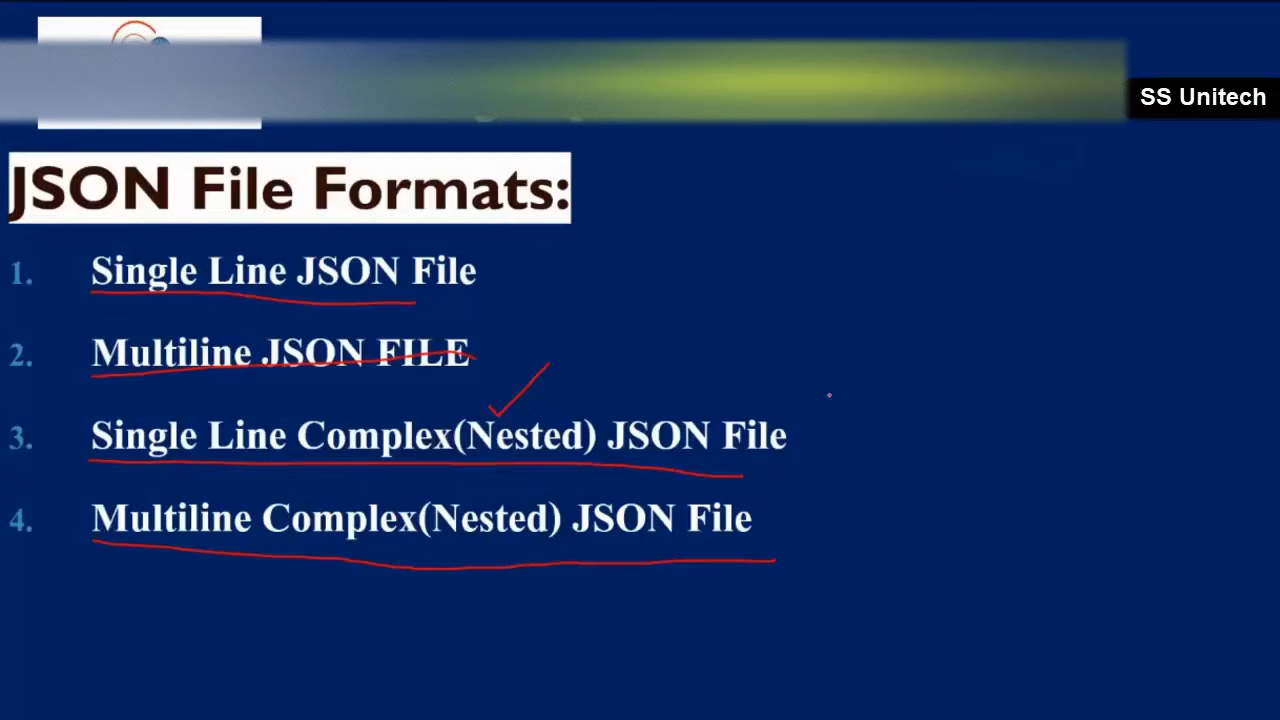 SS Unitech
JSON File Formats:
1. Single Line JSON File
2. Multiline JSON FILE
3. Single Line Complex(Nested) JSON File
4. Multiline Complex(Nested) JSON File